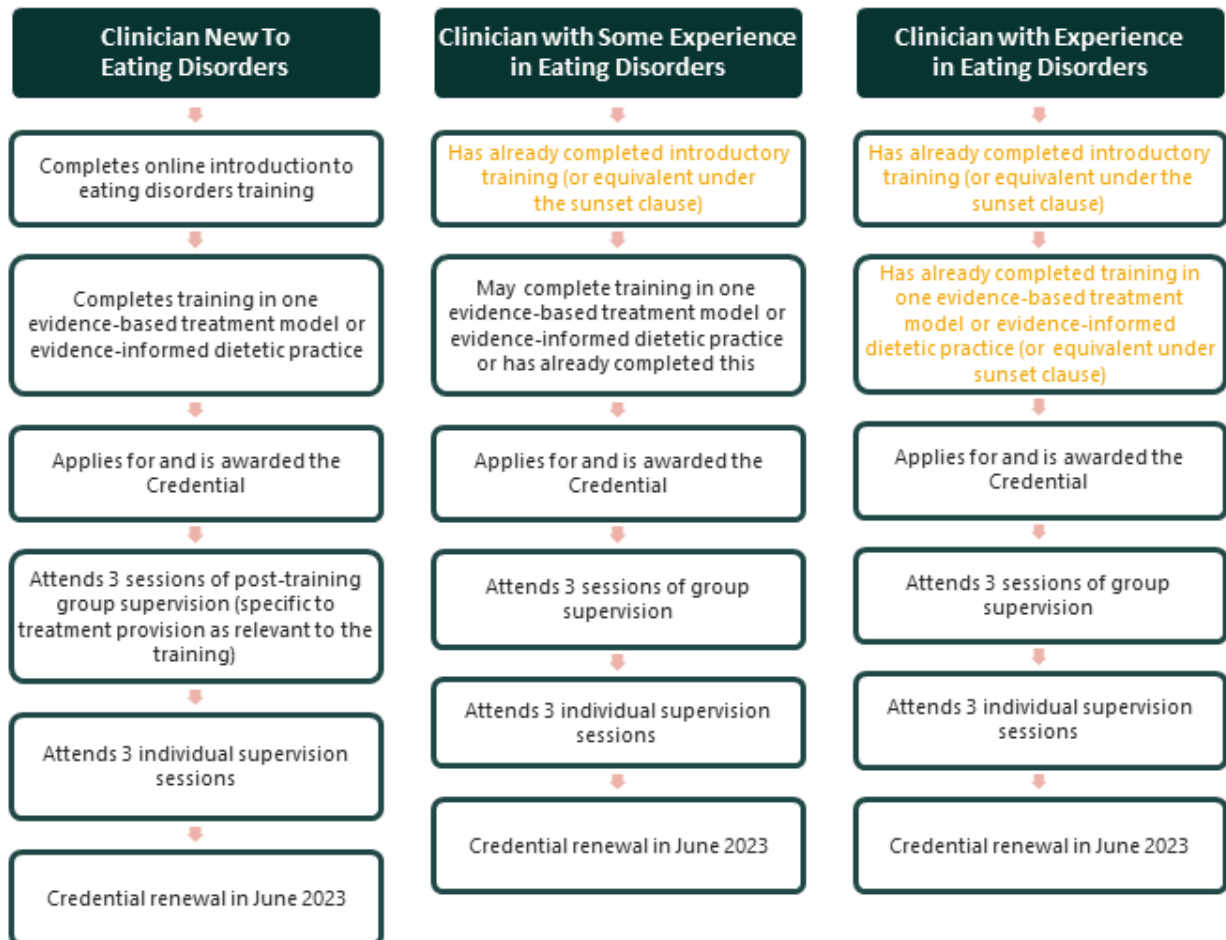 Clinician New To
Eating Disorders
Completes online introduction to
eating disorders training
Completes training in one
evidence-based treatment model or
evidence-informed dietetic practice
Applies for and is awarded the
Credential
Attends 3 sessions of post-training
group supervision (specific to
treatment provision as relevant to the
training)
Attends 3 individual supervision
sessions
Credential renewal in June 2023
Clinician with Some Experience
in Eating Disorders
Has already completed introductory
training (or equivalent under
the sunset clause)
May complete training in one
evidence-based treatment model or
evidence-informed dietetic practice
or has already completed this
Applies for and is awarded the
Credential
Attends 3 sessions of group
supervision
Attends 3 individual supervision
sessions
Credential renewal in June 2023
Clinician with Experience
in Eating Disorders
Has already completed introductory
training (or equivalent under the
sunset clause)
Has already completed training in
one evidence-based treatment
model or evidence-informed
dietetic practice (or equivalent under
sunset clause)
Applies for and is awarded the
Credential
Attends 3 sessions of group
supervision
Attends 3 individual supervision
sessions
Credential renewal in June 2023